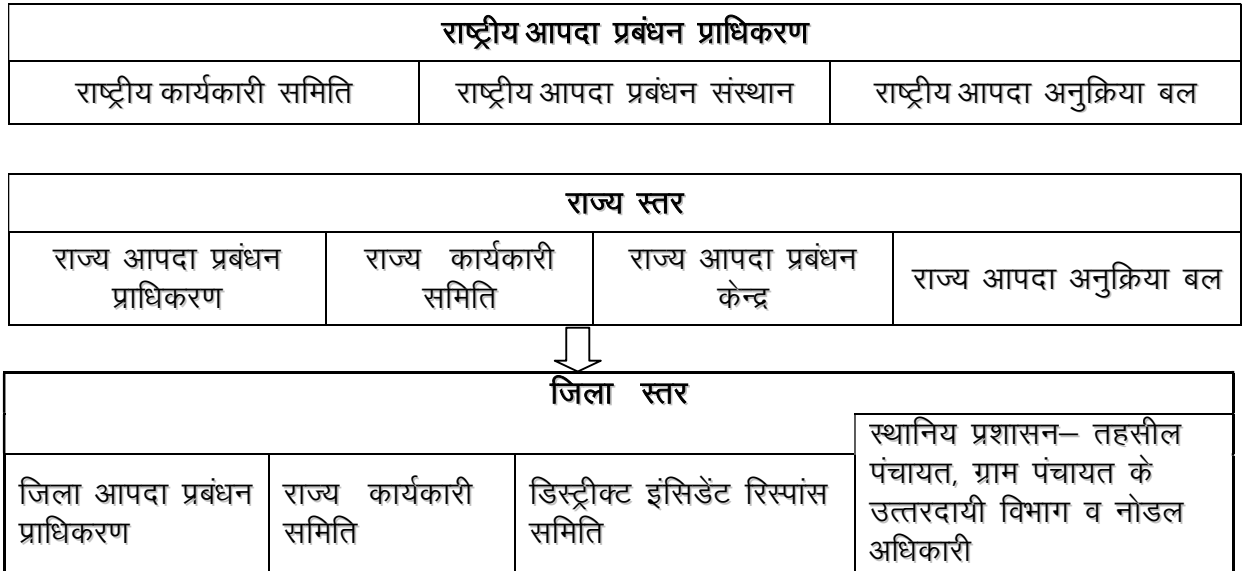 राष्ट्रीय आपदा प्रबंधन प्राधिकरण
राष्ट्रीय कार्यकारी समिति
राष्ट्रीय आपदा प्रबंधन संस्थान
राष्ट्रीय आपदा अनुक्रिया बल
राज्य स्तर
राज्य आपदा प्रबंधन
प्राधिकरण
राज्य कार्यकारी
समिति
राज्य आपदा प्रबंधन
केन्द्र
राज्य आपदा अनुक्रिया बल
जिला स्तर
जिला आपदा प्रबंधन
प्राधिकरण
राज्य कार्यकारी
समिति
डिस्ट्रीक्ट इंसिडेंट रिस्पांस
समिति
स्थानिय प्रशासन– तहसील
पंचायत, ग्राम पंचायत के
उत्तरदायी विभाग व नोडल
अधिकारी